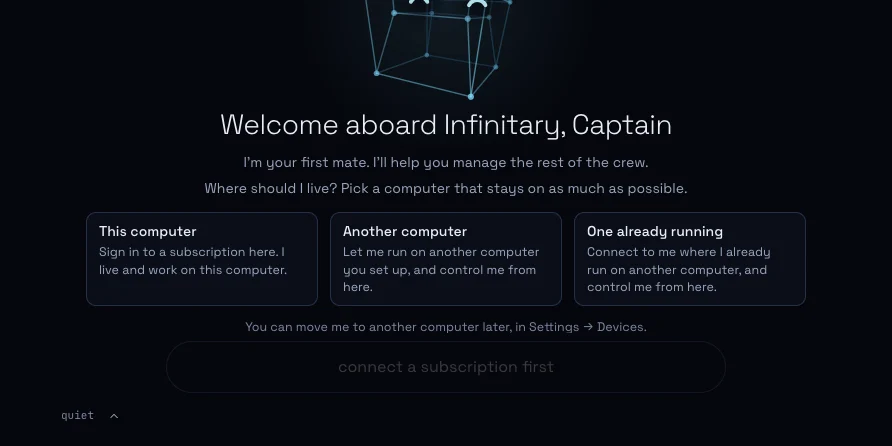 Welcome aboard Infinitary, Captain
I'm your first mate. I'll help you manage the rest of the crew.
Where should I live? Pick a computer that stays on as much as possible.
This computer
Sign in to a subscription here. I
live and work on this computer.
Another computer
Let me run on another computer
you set up, and control me from
here.
One already running
Connect to me where I already
run on another computer, and
control me from here.
You can move me to another computer later, in Settings → Devices.
connect a subscription first
quiet